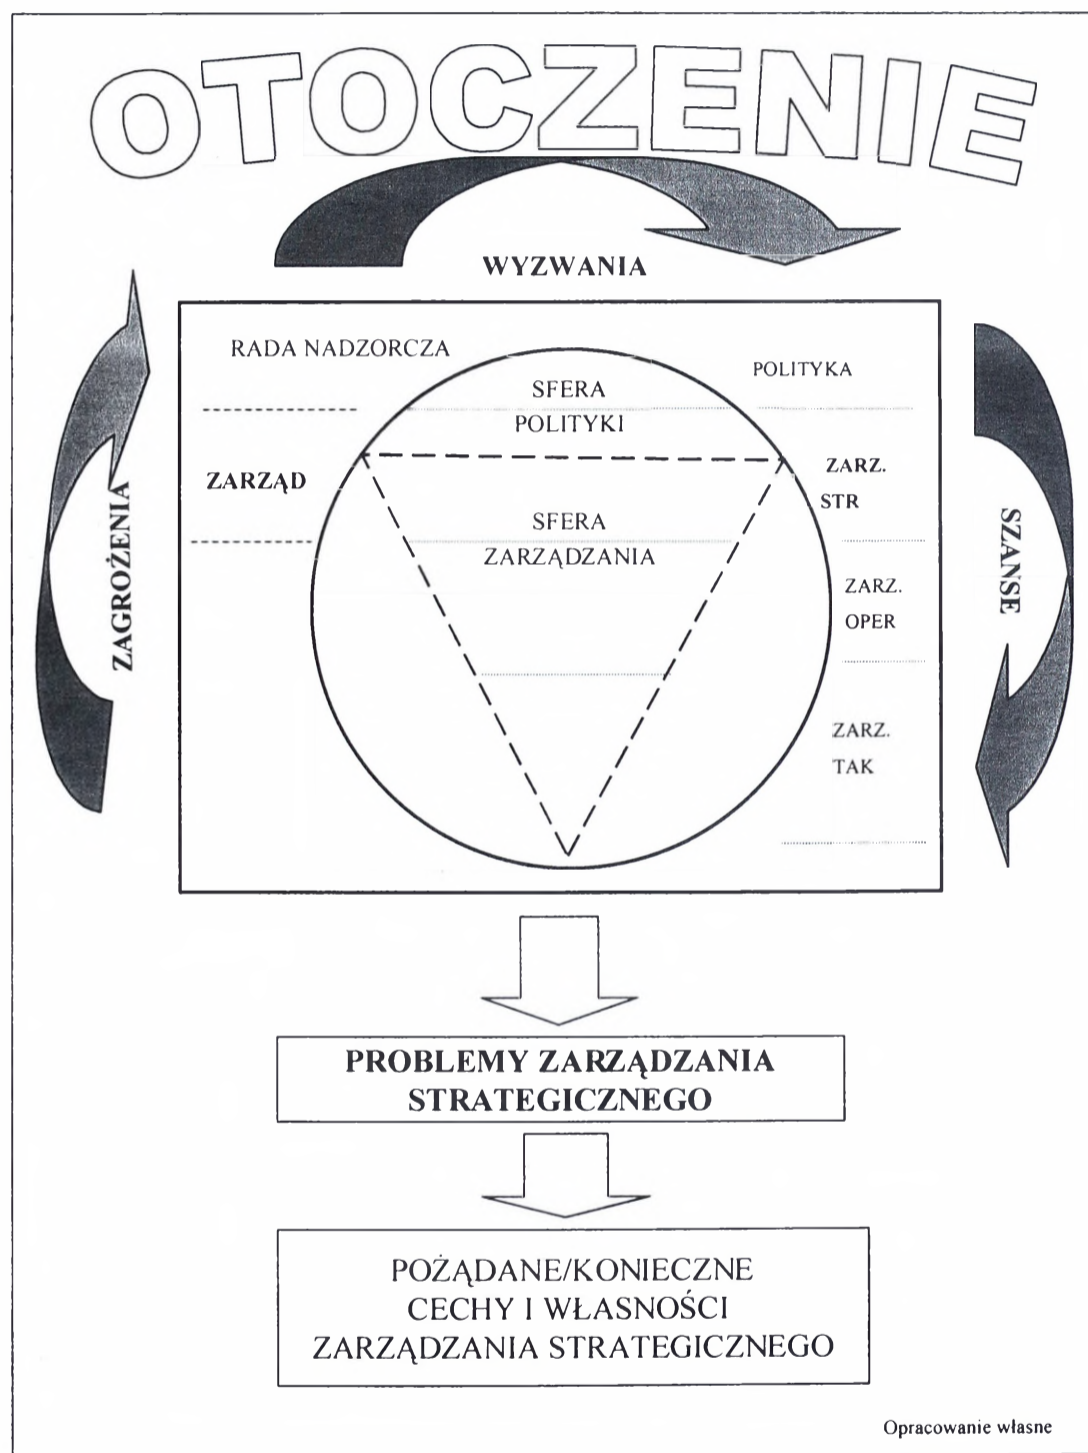 OTOCZENIE
WYZWANIA
RADA NADZORCZA
POLITYKA
SFERA
POLITYKI
ZARZĄD
ZARZ.
STR
SFERA
ZARZĄDZANIA
ZAGROŻENIA
SZANSE
ZARZ.
OPER
ZARZ.
TAK
PROBLEMY ZARZĄDZANIA
STRATEGICZNEGO
POŻĄDANE/KONIECZNE
CECHY I WŁASNOŚCI
ZARZĄDZANIA STRATEGICZNEGO
Opracowanie własne